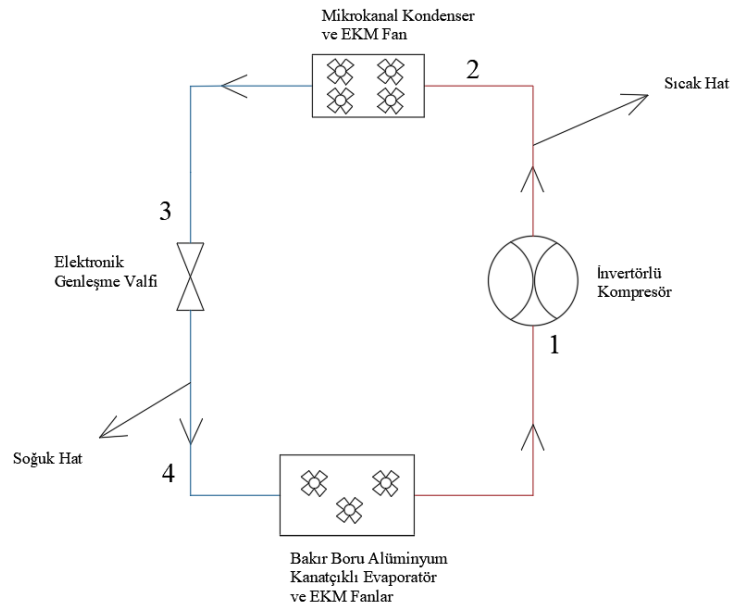 Mikrokanal Kondenser
ve EKM Fan
2
Sıcak Hat
3
Elektronik
Genleşme Valfi
İnvertörlü
Kompresör
1
Soğuk Hat
4
Bakır Boru Alüminyum
Kanatçıklı Evaporatör
ve EKM Fanlar